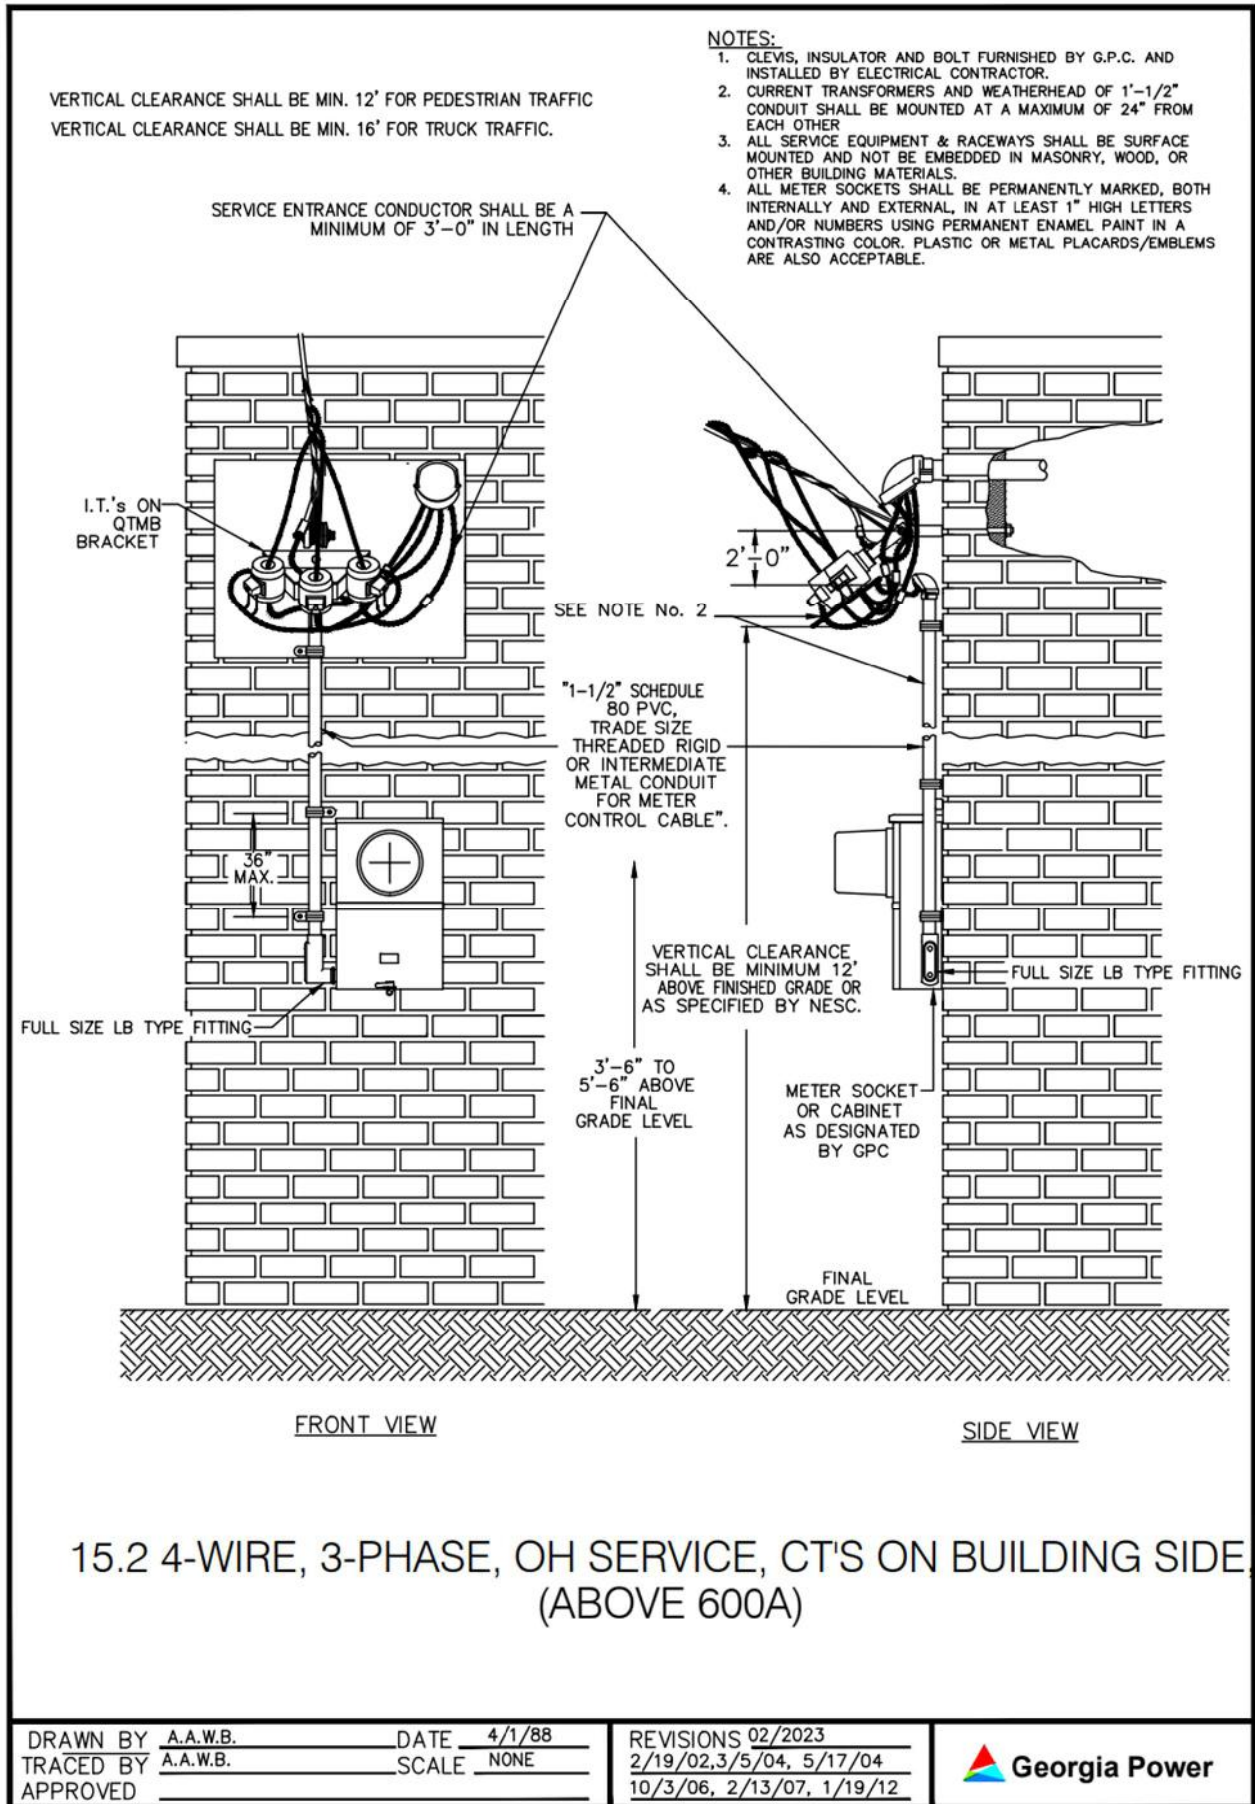 NOTES:
1. CLEVIS, INSULATOR AND BOLT FURNISHED BY G.P.C. AND
INSTALLED BY ELECTRICAL CONTRACTOR.
2. CURRENT TRANSFORMERS AND WEATHERHEAD OF 1'-1/2"
CONDUIT SHALL BE MOUNTED AT A MAXIMUM OF 24" FROM
EACH OTHER
3. ALL SERVICE EQUIPMENT & RACEWAYS SHALL BE SURFACE
MOUNTED AND NOT BE EMBEDDED IN MASONRY, WOOD, OR
OTHER BUILDING MATERIALS.
4. ALL METER SOCKETS SHALL BE PERMANENTLY MARKED, BOTH
INTERNALLY AND EXTERNAL, IN AT LEAST 1" HIGH LETTERS
AND/OR NUMBERS USING PERMANENT ENAMEL PAINT IN A
CONTRASTING COLOR. PLASTIC OR METAL PLACARDS/EMBLEMS
ARE ALSO ACCEPTABLE.
VERTICAL CLEARANCE SHALL BE MIN. 12' FOR PEDESTRIAN TRAFFIC
VERTICAL CLEARANCE SHALL BE MIN. 16' FOR TRUCK TRAFFIC.
SERVICE ENTRANCE CONDUCTOR SHALL BE A
MINIMUM OF 3'-0" IN LENGTH
I.T.'s ON
QTMB
BRACKET
2'-0"
SEE NOTE No. 2
"1-1/2" SCHEDULE
80 PVC,
TRADE SIZE
THREADED RIGID
OR INTERMEDIATE
METAL CONDUIT
FOR METER
CONTROL CABLE".
36"
MAX.
VERTICAL CLEARANCE
SHALL BE MINIMUM 12'
ABOVE FINISHED GRADE OR
AS SPECIFIED BY NESC.
FULL SIZE LB TYPE FITTING
FULL SIZE LB TYPE FITTING
3'-6" TO
5'-6" ABOVE
FINAL
GRADE LEVEL
METER SOCKET
OR CABINET
AS DESIGNATED
BY GPC
FINAL
GRADE LEVEL
FRONT VIEW
SIDE VIEW
15.2 4-WIRE, 3-PHASE, OH SERVICE, CT'S ON BUILDING SIDE,
(ABOVE 600A)
DRAWN BY A.A.W.B. DATE 4/1/88
TRACED BY A.A.W.B. SCALE NONE
APPROVED
REVISIONS 02/2023
2/19/02,3/5/04, 5/17/04
10/3/06, 2/13/07, 1/19/12
Georgia Power